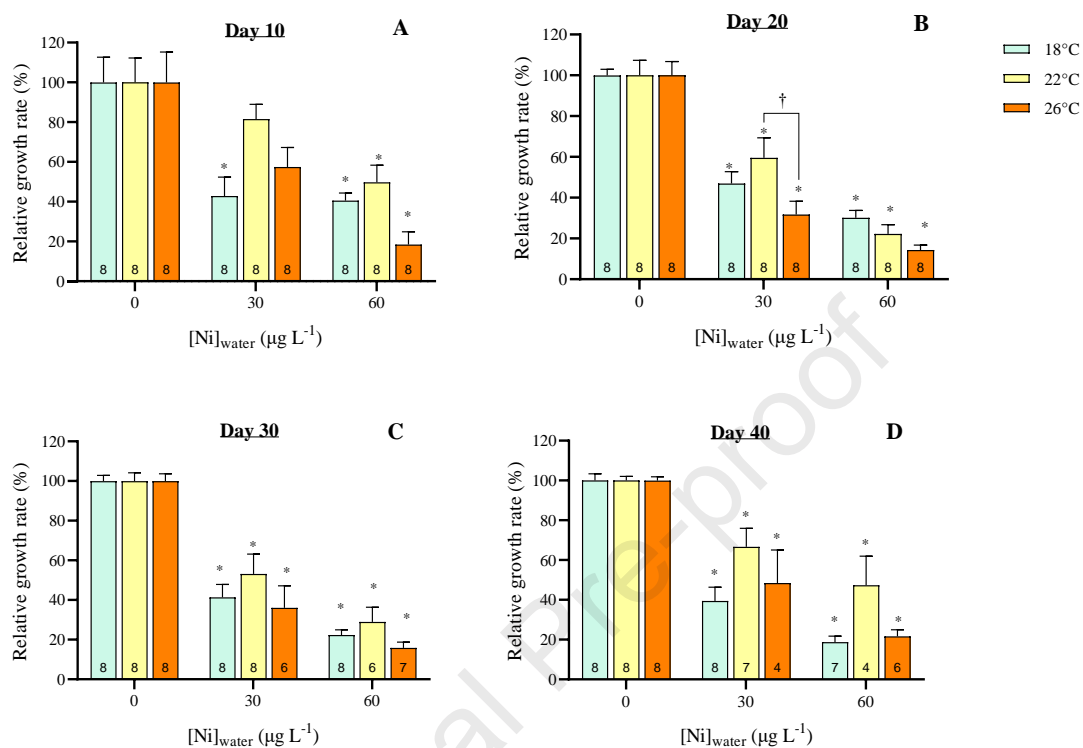 Day 10
A
Relative growth rate (%)
120
100
80
60
40
20
0
*
*
*
*
8 8 8 8 8 8 8 8 8
0 30 60
[Ni]water (µg L-1)
Day 20
B
Relative growth rate (%)
120
100
80
60
40
20
0
†
*
*
*
*
*
*
8 8 8 8 8 8 8 8 8
0 30 60
[Ni]water (µg L-1)
18°C
22°C
26°C
Day 30
C
Relative growth rate (%)
120
100
80
60
40
20
0
*
*
*
*
*
*
8 8 8 8 8 6 8 6 7
0 30 60
[Ni]water (µg L-1)
Day 40
D
Relative growth rate (%)
120
100
80
60
40
20
0
*
*
*
*
*
*
8 8 8 8 7 4 7 4 6
0 30 60
[Ni]water (µg L-1)
al Pre-proof